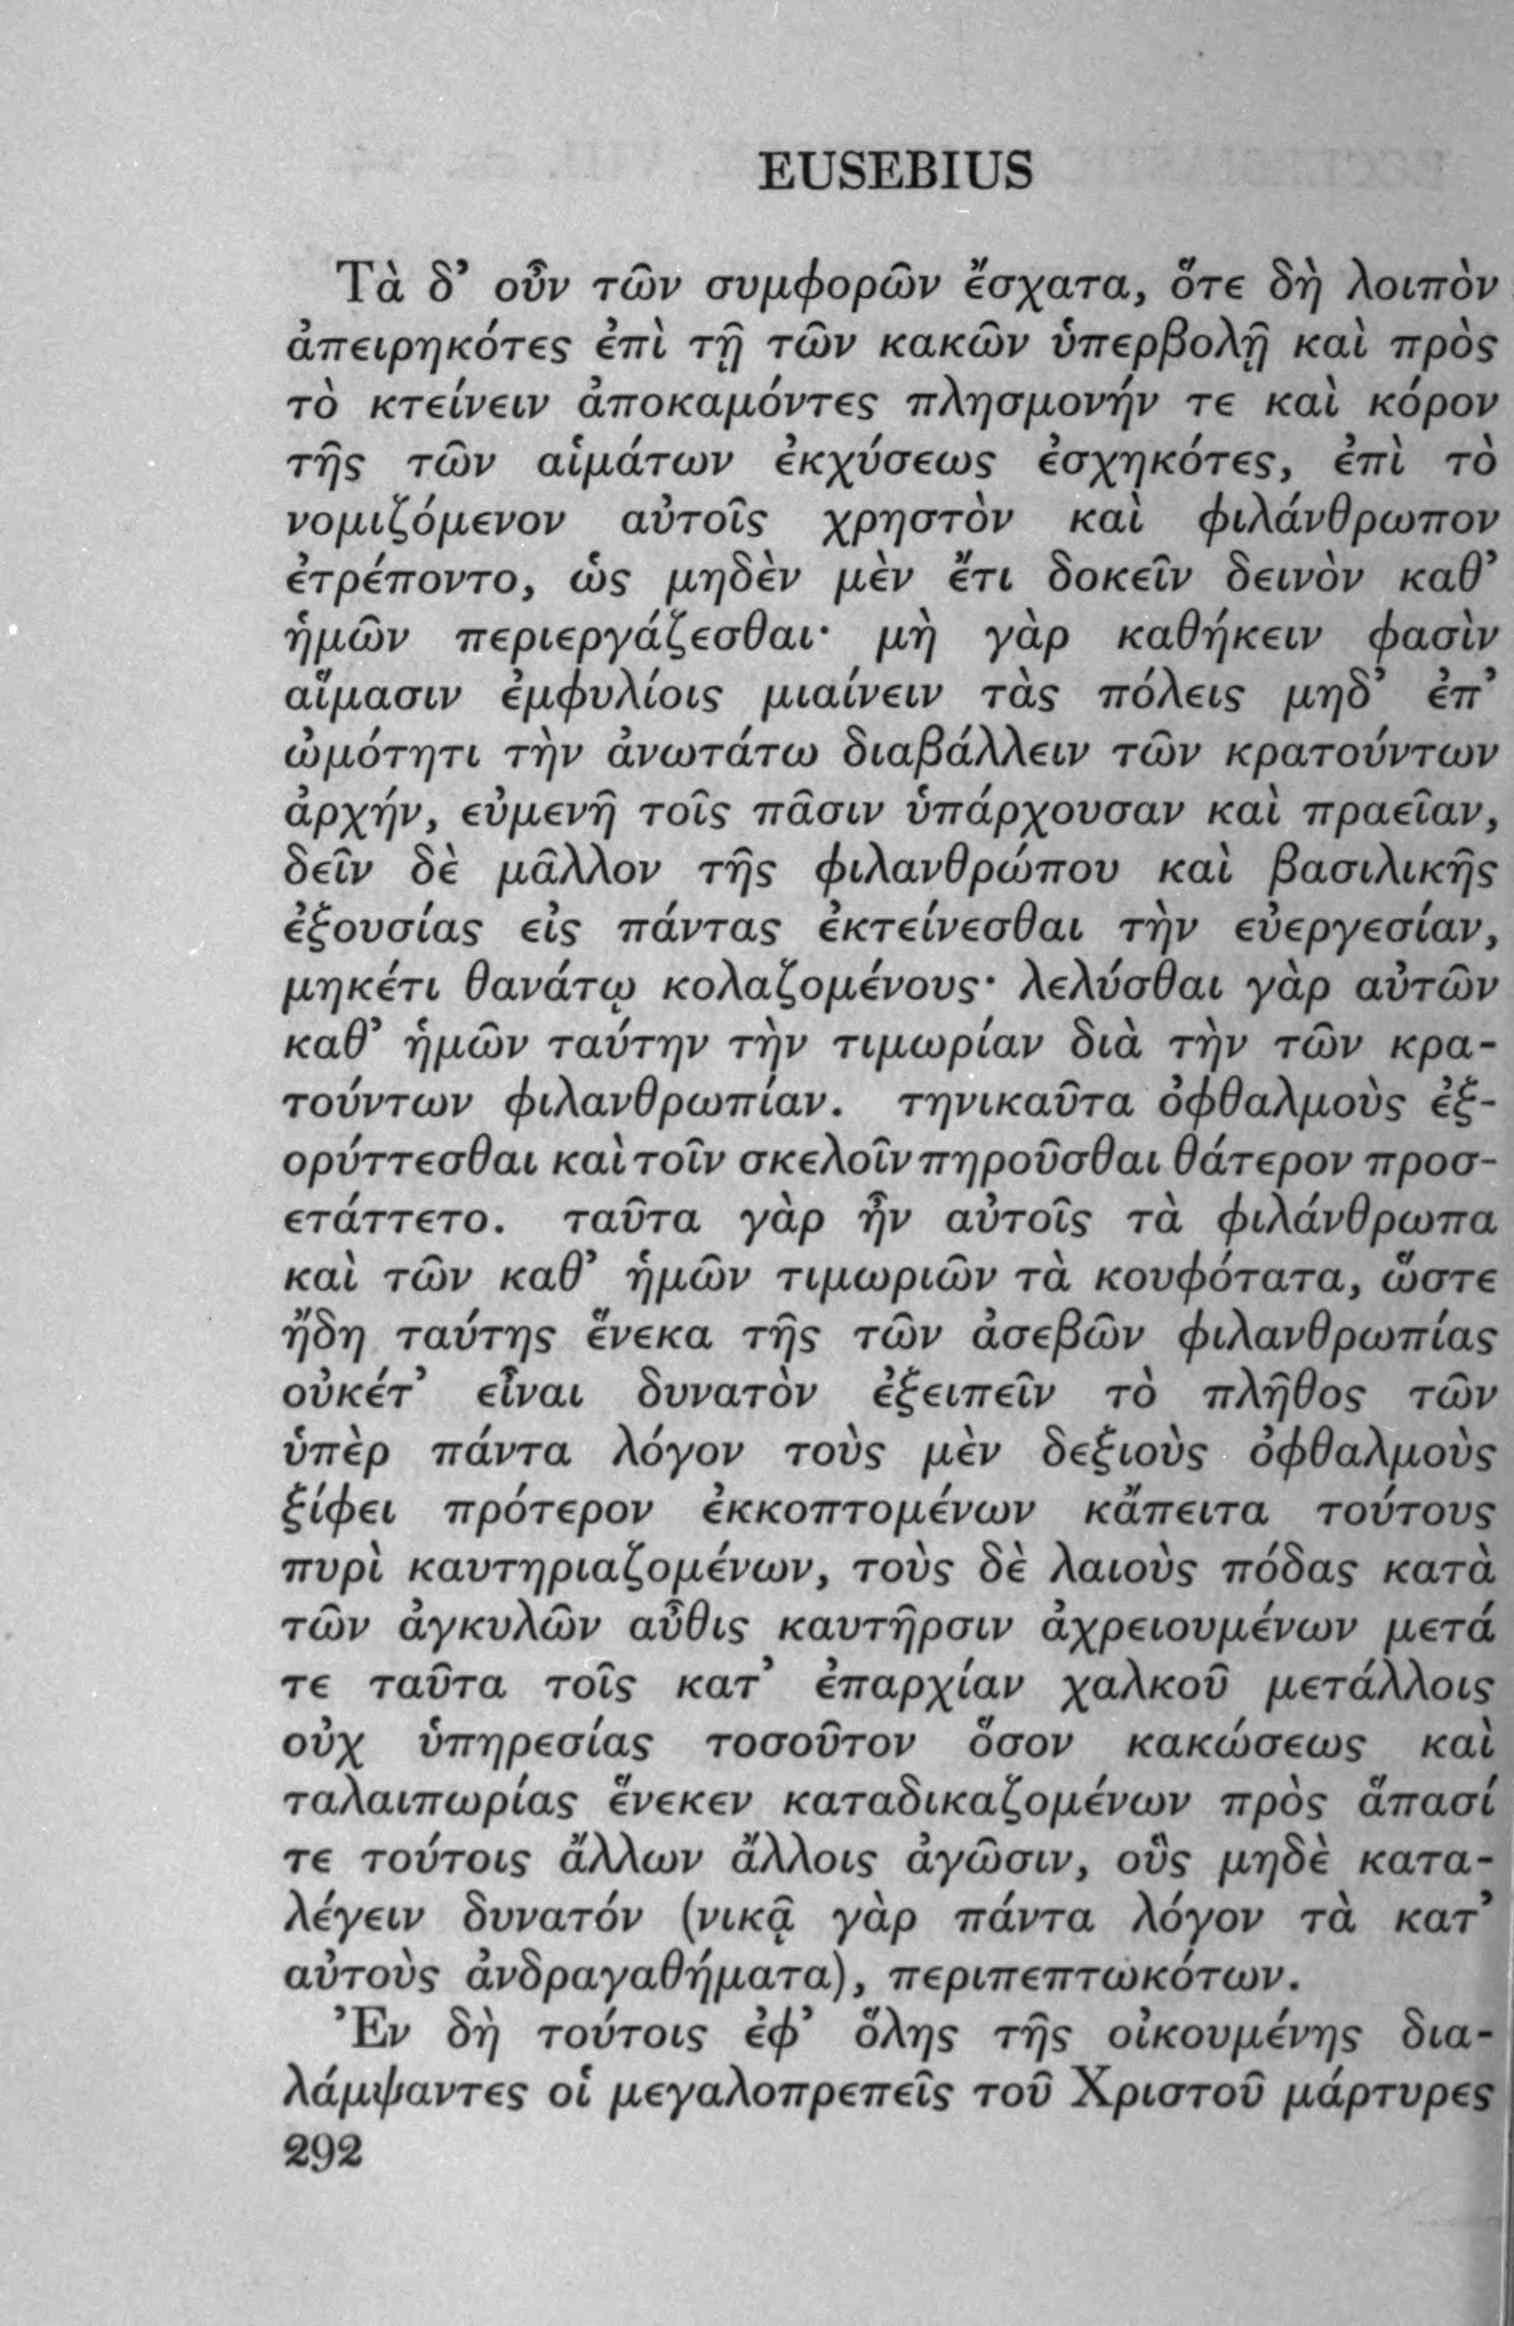 EUSEBIUS
Τὰ δ’ οὖν τῶν συμφορῶν ἔσχατα, ὅτε δὴ λοιπὸν
ἀπειρηκότες ἐπὶ τῇ τῶν κακῶν ὑπερβολῇ καὶ πρὸς
τὸ κτείνειν ἀποκαμόντες πλησμονήν τε καὶ κόρον
τῆς τῶν αἱμάτων ἐκχύσεως ἐσχηκότες, ἐπὶ τὸ
νομιζόμενον αὐτοῖς χρηστὸν καὶ φιλάνθρωπον
ἐτρέποντο, ὡς μηδὲν μὲν ἔτι δοκεῖν δεινὸν καθ’
ἡμῶν περιεργάζεσθαι· μὴ γὰρ καθήκειν φασὶν
αἵμασιν ἐμφυλίοις μιαίνειν τὰς πόλεις μηδ’ ἐπ’
ὠμότητι τὴν ἀνωτάτω διαβάλλειν τῶν κρατούντων
ἀρχήν, εὐμενῆ τοῖς πᾶσιν ὑπάρχουσαν καὶ πραεῖαν,
δεῖν δὲ μᾶλλον τῆς φιλανθρώπου καὶ βασιλικῆς
ἐξουσίας εἰς πάντας ἐκτείνεσθαι τὴν εὐεργεσίαν,
μηκέτι θανάτῳ κολαζομένους· λελύσθαι γὰρ αὐτῶν
καθ’ ἡμῶν ταύτην τὴν τιμωρίαν διὰ τὴν τῶν κρα-
τούντων φιλανθρωπίαν. τηνικαῦτα ὀφθαλμοὺς ἐξ-
ορύττεσθαι καὶ τοῖν σκελοῖν πηροῦσθαι θάτερον προσ-
ετάττετο. ταῦτα γὰρ ἦν αὐτοῖς τὰ φιλάνθρωπα
καὶ τῶν καθ’ ἡμῶν τιμωριῶν τὰ κουφότατα, ὥστε
ἤδη ταύτης ἕνεκα τῆς τῶν ἀσεβῶν φιλανθρωπίας
οὐκέτ’ εἶναι δυνατὸν ἐξειπεῖν τὸ πλῆθος τῶν
ὑπὲρ πάντα λόγον τοὺς μὲν δεξιοὺς ὀφθαλμοὺς
ξίφει πρότερον ἐκκοπτομένων κἄπειτα τούτους
πυρὶ καυτηριαζομένων, τοὺς δὲ λαιοὺς πόδας κατὰ
τῶν ἀγκυλῶν αὖθις καυτῆρσιν ἀχρειουμένων μετά
τε ταῦτα τοῖς κατ’ ἐπαρχίαν χαλκοῦ μετάλλοις
οὐχ ὑπηρεσίας τοσοῦτον ὅσον κακώσεως καὶ
ταλαιπωρίας ἕνεκεν καταδικαζομένων πρὸς ἅπασί
τε τούτοις ἄλλων ἄλλοις ἀγῶσιν, οὓς μηδὲ κατα-
λέγειν δυνατόν (νικᾷ γὰρ πάντα λόγον τὰ κατ’
αὐτοὺς ἀνδραγαθήματα), περιπεπτωκότων.
Ἐν δὴ τούτοις ἐφ’ ὅλης τῆς οἰκουμένης δια-
λάμψαντες οἱ μεγαλοπρεπεῖς τοῦ Χριστοῦ μάρτυρες
292